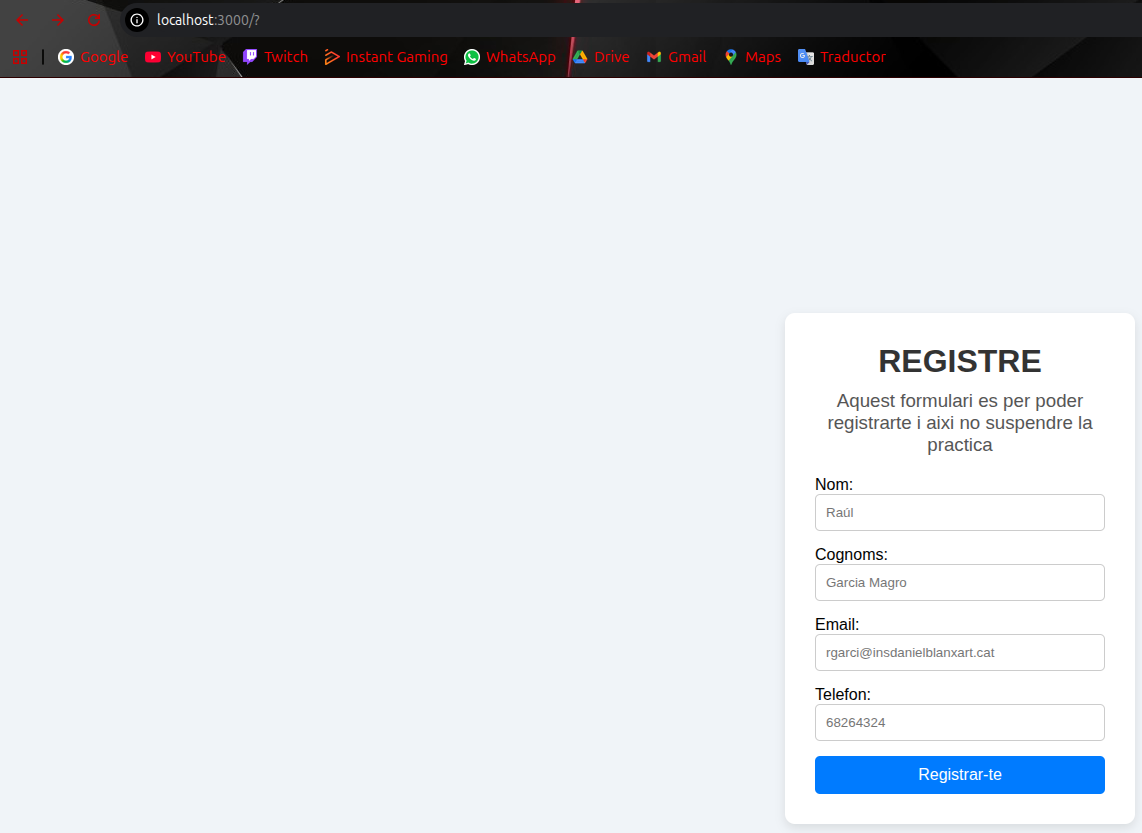 localhost:3000/?
Google YouTube Twitch Instant Gaming WhatsApp Drive Gmail Maps Traductor
REGISTRE
Aquest formulari es per poder
registrarte i aixi no suspendre la
practica
Nom:
Raúl
Cognoms:
Garcia Magro
Email:
rgarci@insdanielblanxart.cat
Telefon:
68264324
Registrar-te